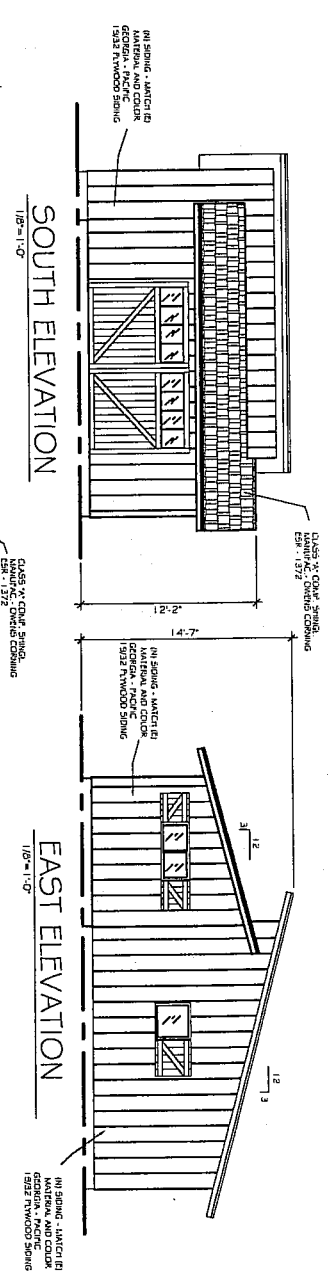 (N) SIDING - MATCH (E)
MATERIAL AND COLOR
GEORGIA - PACIFIC
15/32 PLYWOOD SIDING
SOUTH ELEVATION
1/8"= 1'-0"
CLASS "A" COMP. SHINGL
MANUFAC. - OWENS CORNING
ESR - 1372
CLASS "A" COMP. SHINGL
MANUFAC. - OWENS CORNING
ESR - 1372
12'-2"
14'-7"
(N) SIDING - MATCH (E)
MATERIAL AND COLOR
GEORGIA - PACIFIC
15/32 PLYWOOD SIDING
12
3
12
3
EAST ELEVATION
1/8"= 1'-0"
(N) SIDING - MATCH (E)
MATERIAL AND COLOR
GEORGIA - PACIFIC
15/32 PLYWOOD SIDING